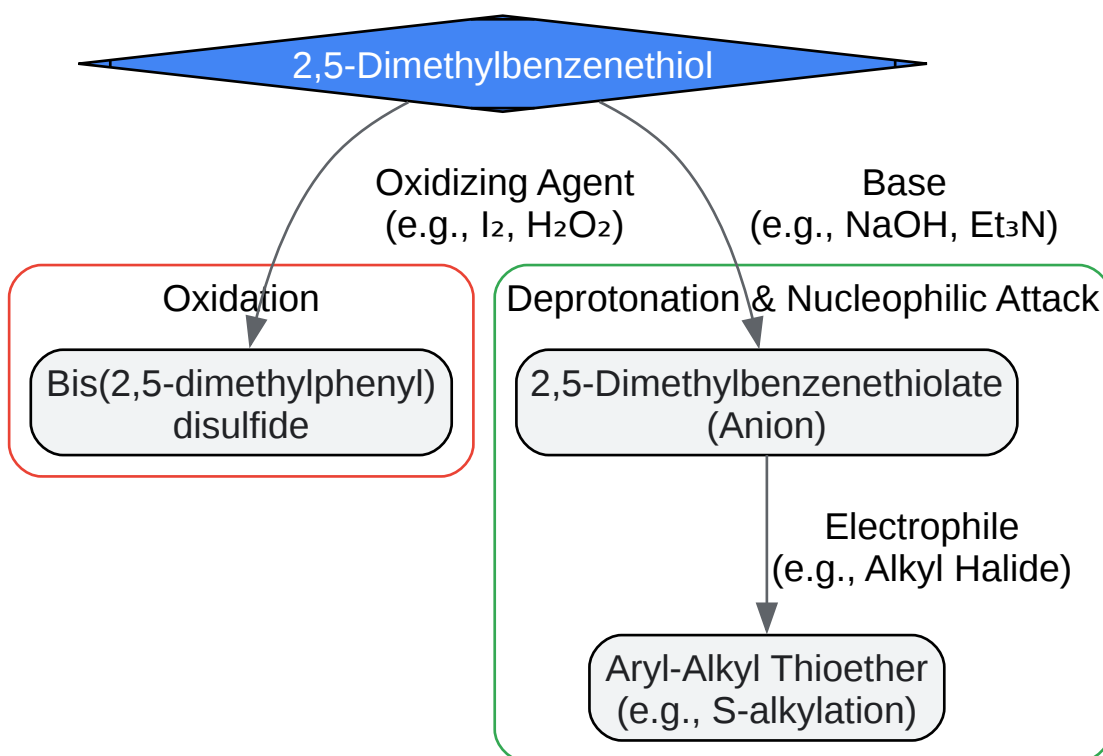 2,5-Dimethylbenzenethiol
Oxidizing Agent
(e.g., I₂, H₂O₂)
Base
(e.g., NaOH, Et₃N)
Oxidation
Bis(2,5-dimethylphenyl)
disulfide
Deprotonation & Nucleophilic Attack
2,5-Dimethylbenzenethiolate
(Anion)
Electrophile
(e.g., Alkyl Halide)
Aryl-Alkyl Thioether
(e.g., S-alkylation)